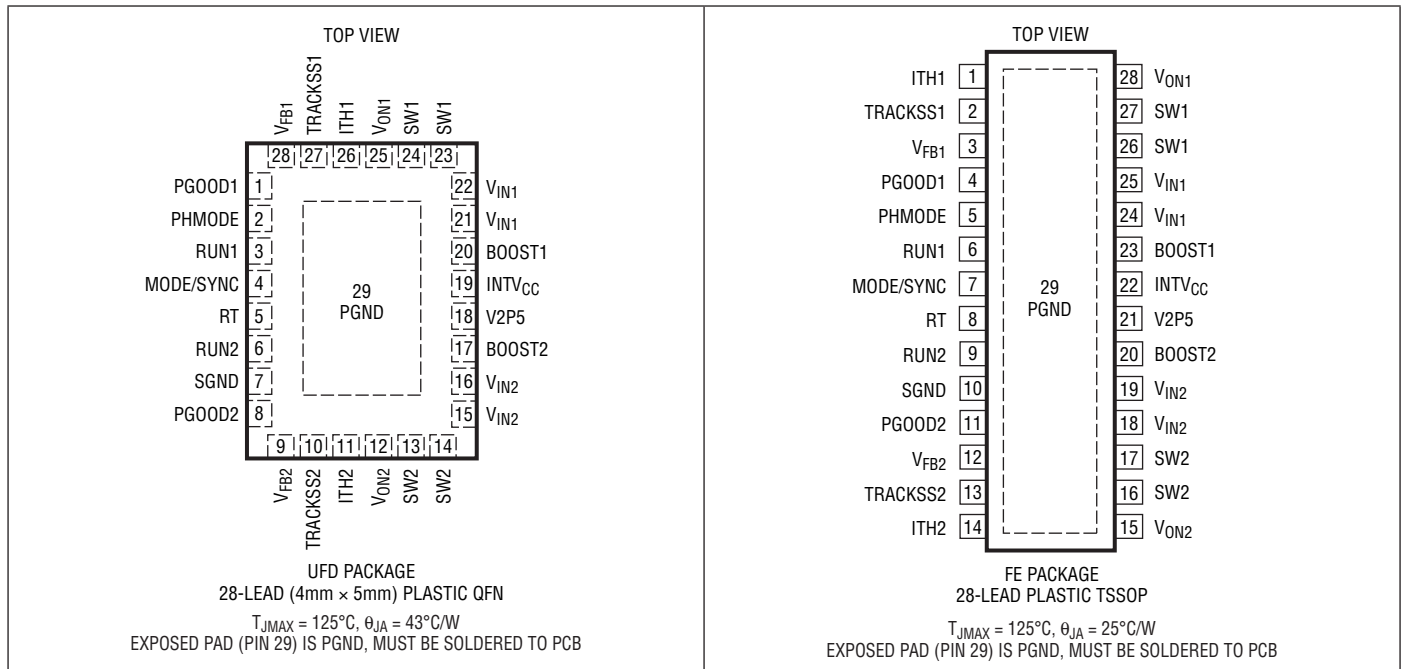 TOP VIEW
VFB1
TRACKSS1
ITH1
VON1
SW1
SW1
28 27 26 25 24 23
PGOOD1 1
PHMODE 2
RUN1 3
MODE/SYNC 4
RT 5
RUN2 6
SGND 7
PGOOD2 8
29
PGND
22 VIN1
21 VIN1
20 BOOST1
19 INTVCC
18 V2P5
17 BOOST2
16 VIN2
15 VIN2
9 10 11 12 13 14
VFB2
TRACKSS2
ITH2
VON2
SW2
SW2
UFD PACKAGE
28-LEAD (4mm × 5mm) PLASTIC QFN
TJMAX = 125°C, θJA = 43°C/W
EXPOSED PAD (PIN 29) IS PGND, MUST BE SOLDERED TO PCB
TOP VIEW
ITH1 1
TRACKSS1 2
VFB1 3
PGOOD1 4
PHMODE 5
RUN1 6
MODE/SYNC 7
RT 8
RUN2 9
SGND 10
PGOOD2 11
VFB2 12
TRACKSS2 13
ITH2 14
29
PGND
28 VON1
27 SW1
26 SW1
25 VIN1
24 VIN1
23 BOOST1
22 INTVCC
21 V2P5
20 BOOST2
19 VIN2
18 VIN2
17 SW2
16 SW2
15 VON2
FE PACKAGE
28-LEAD PLASTIC TSSOP
TJMAX = 125°C, θJA = 25°C/W
EXPOSED PAD (PIN 29) IS PGND, MUST BE SOLDERED TO PCB